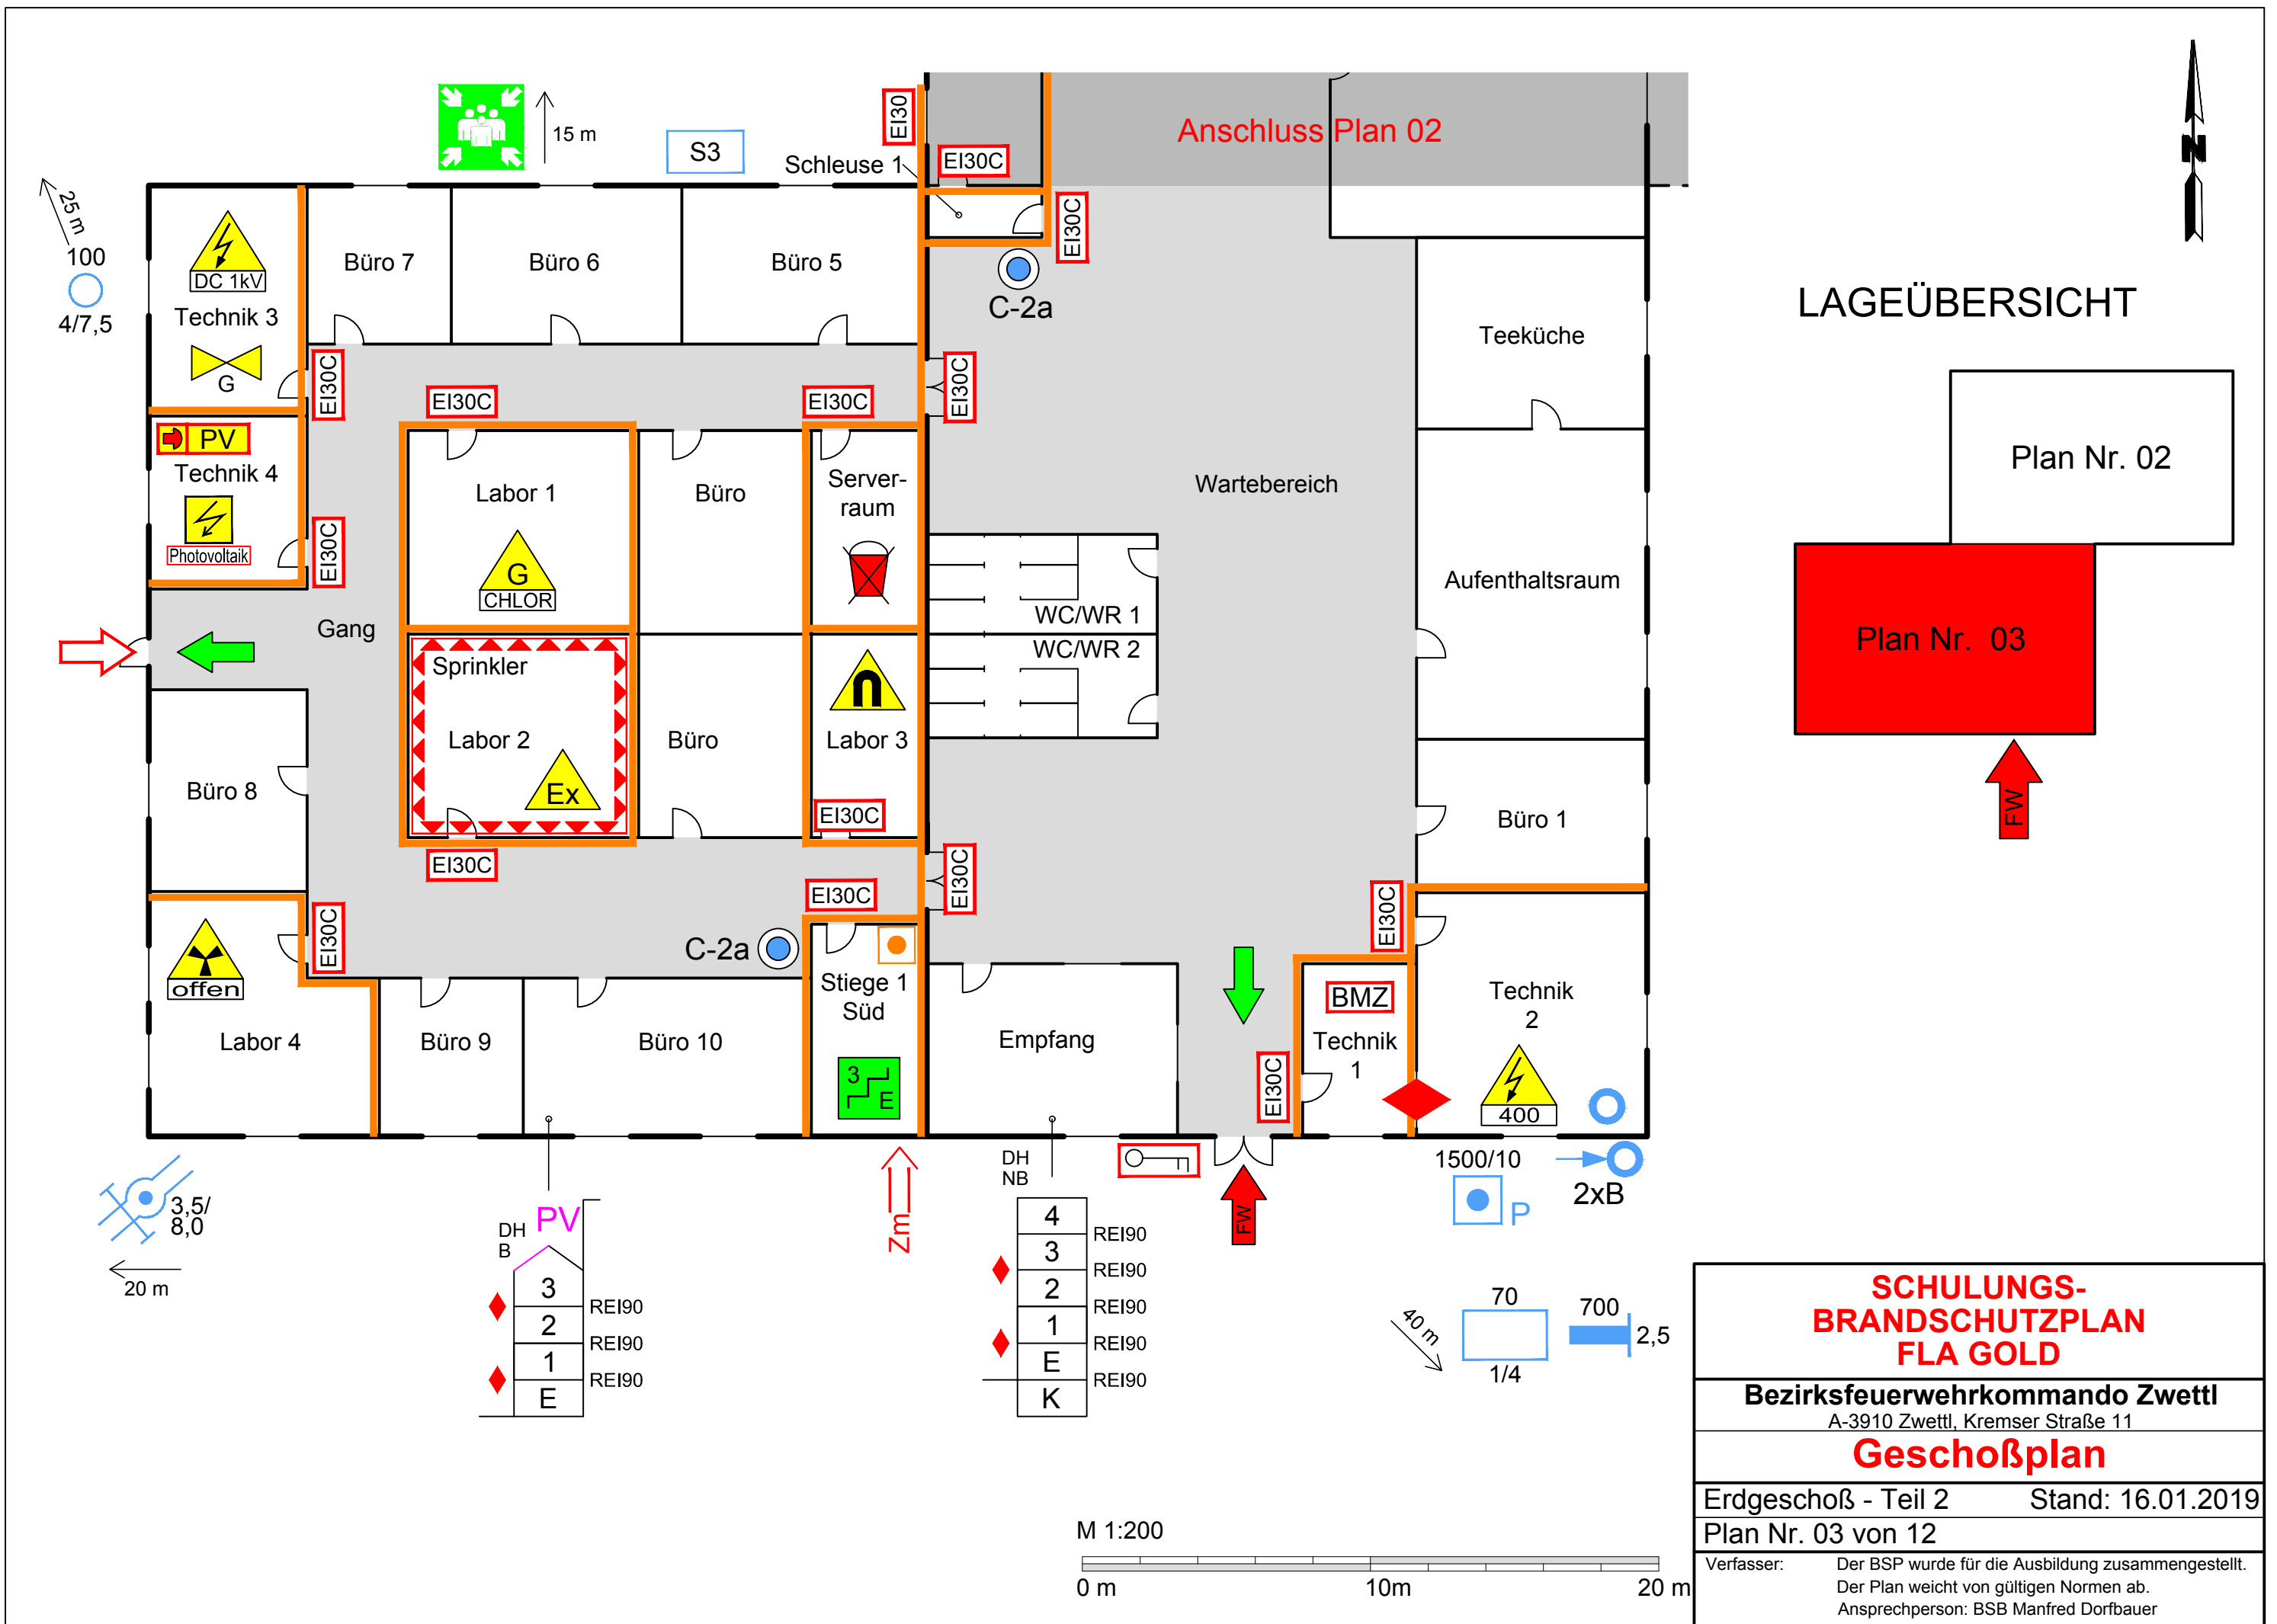 15 m
S3
EI30
Schleuse 1
EI30C
Anschluss Plan 02
N
25 m
100
4/7,5
DC 1kV
Technik 3
G
Büro 7
Büro 6
Büro 5
EI30C
C-2a
Teeküche
LAGEÜBERSICHT
Plan Nr. 02
Plan Nr. 03
FW
EI30C
EI30C
EI30C
EI30C
PV
Technik 4
Photovoltaik
EI30C
Labor 1
G
CHLOR
Büro
Server-
raum
Wartebereich
Aufenthaltsraum
WC/WR 1
WC/WR 2
Gang
Sprinkler
Labor 2
Ex
Büro
Labor 3
EI30C
Büro 8
Büro 1
EI30C
EI30C
EI30C
EI30C
EI30C
offen
Labor 4
C-2a
Büro 9
Büro 10
Stiege 1
Süd
3
E
Empfang
BMZ
Technik
1
EI30C
Technik
2
400
3,5/
8,0
20 m
DH
B
PV
3
REI90
2
REI90
1
REI90
E
Zm
DH
NB
4
REI90
3
REI90
2
REI90
1
REI90
E
REI90
K
FW
1500/10
P
2xB
40 m
70
1/4
700
2,5
M 1:200
0 m
10m
20 m
SCHULUNGS-
BRANDSCHUTZPLAN
FLA GOLD
Bezirksfeuerwehrkommando Zwettl
A-3910 Zwettl, Kremser Straße 11
Geschoßplan
Erdgeschoß - Teil 2 Stand: 16.01.2019
Plan Nr. 03 von 12
Verfasser: Der BSP wurde für die Ausbildung zusammengestellt.
Der Plan weicht von gültigen Normen ab.
Ansprechperson: BSB Manfred Dorfbauer